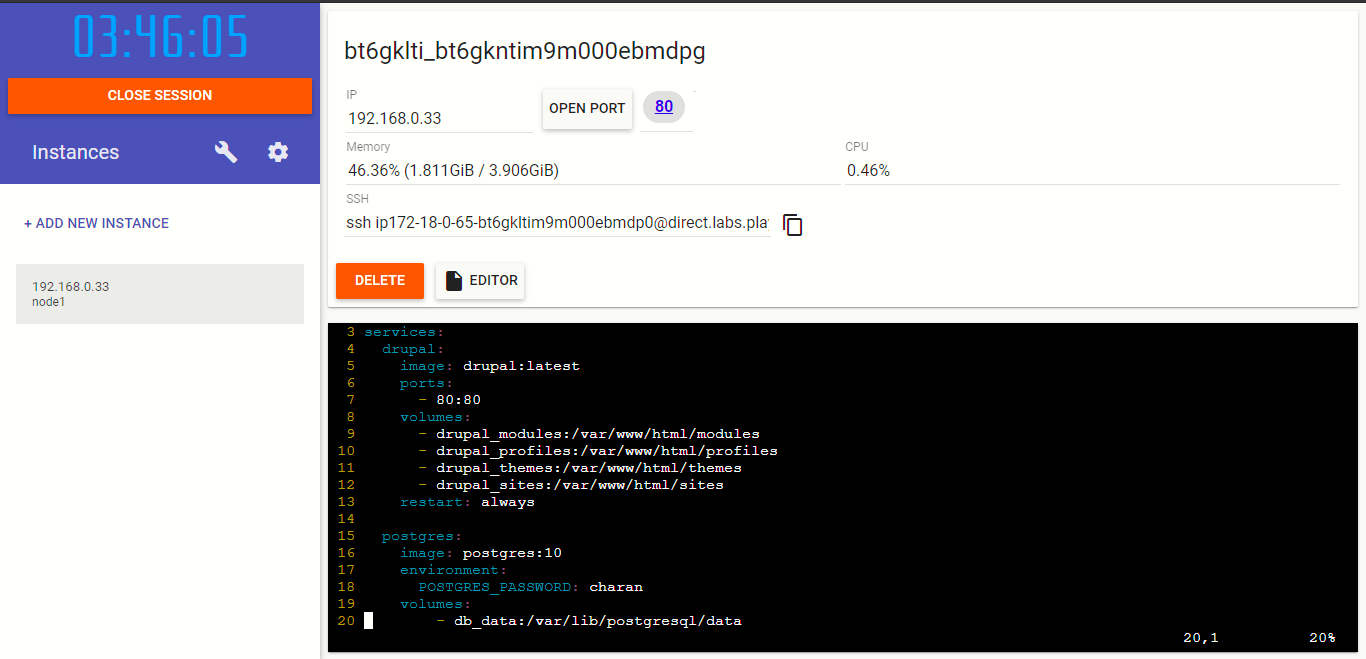 03:46:05
CLOSE SESSION
Instances
+ ADD NEW INSTANCE
192.168.0.33
node1
bt6gklti_bt6gkntim9m000ebmdpg
IP
192.168.0.33
OPEN PORT
80
Memory
46.36% (1.811GiB / 3.906GiB)
CPU
0.46%
SSH
ssh ip172-18-0-65-bt6gkltim9m000ebmdp0@direct.labs.pla
DELETE
EDITOR
3 services:
4   drupal:
5     image: drupal:latest
6     ports:
7       - 80:80
8     volumes:
9       - drupal_modules:/var/www/html/modules
10       - drupal_profiles:/var/www/html/profiles
11       - drupal_themes:/var/www/html/themes
12       - drupal_sites:/var/www/html/sites
13     restart: always
14
15   postgres:
16     image: postgres:10
17     environment:
18       POSTGRES_PASSWORD: charan
19     volumes:
20         - db_data:/var/lib/postgresql/data
20,1 20%